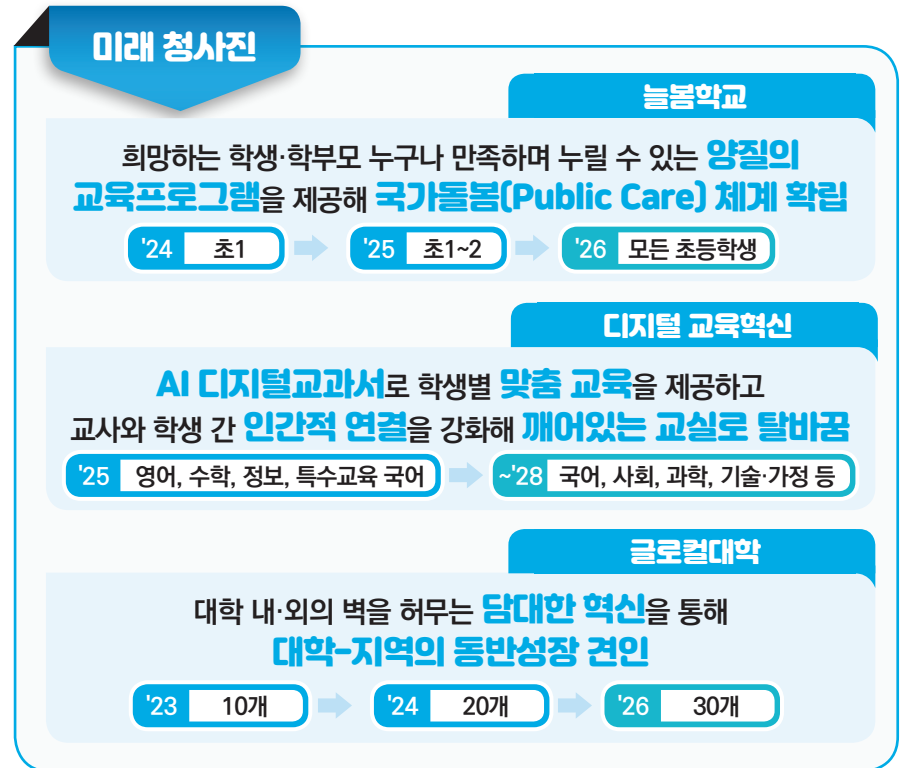 미래 청사진
늘봄학교
희망하는 학생·학부모 누구나 만족하며 누릴 수 있는 양질의
교육프로그램을 제공해 국가돌봄(Public Care) 체계 확립
'24 초1 '25 초1~2 '26 모든 초등학생
디지털 교육혁신
AI 디지털교과서로 학생별 맞춤 교육을 제공하고
교사와 학생 간 인간적 연결을 강화해 깨어있는 교실로 탈바꿈
'25 영어, 수학, 정보, 특수교육 국어 ~'28 국어, 사회, 과학, 기술·가정 등
글로컬대학
대학 내·외의 벽을 허무는 담대한 혁신을 통해
대학-지역의 동반성장 견인
'23 10개 '24 20개 '26 30개